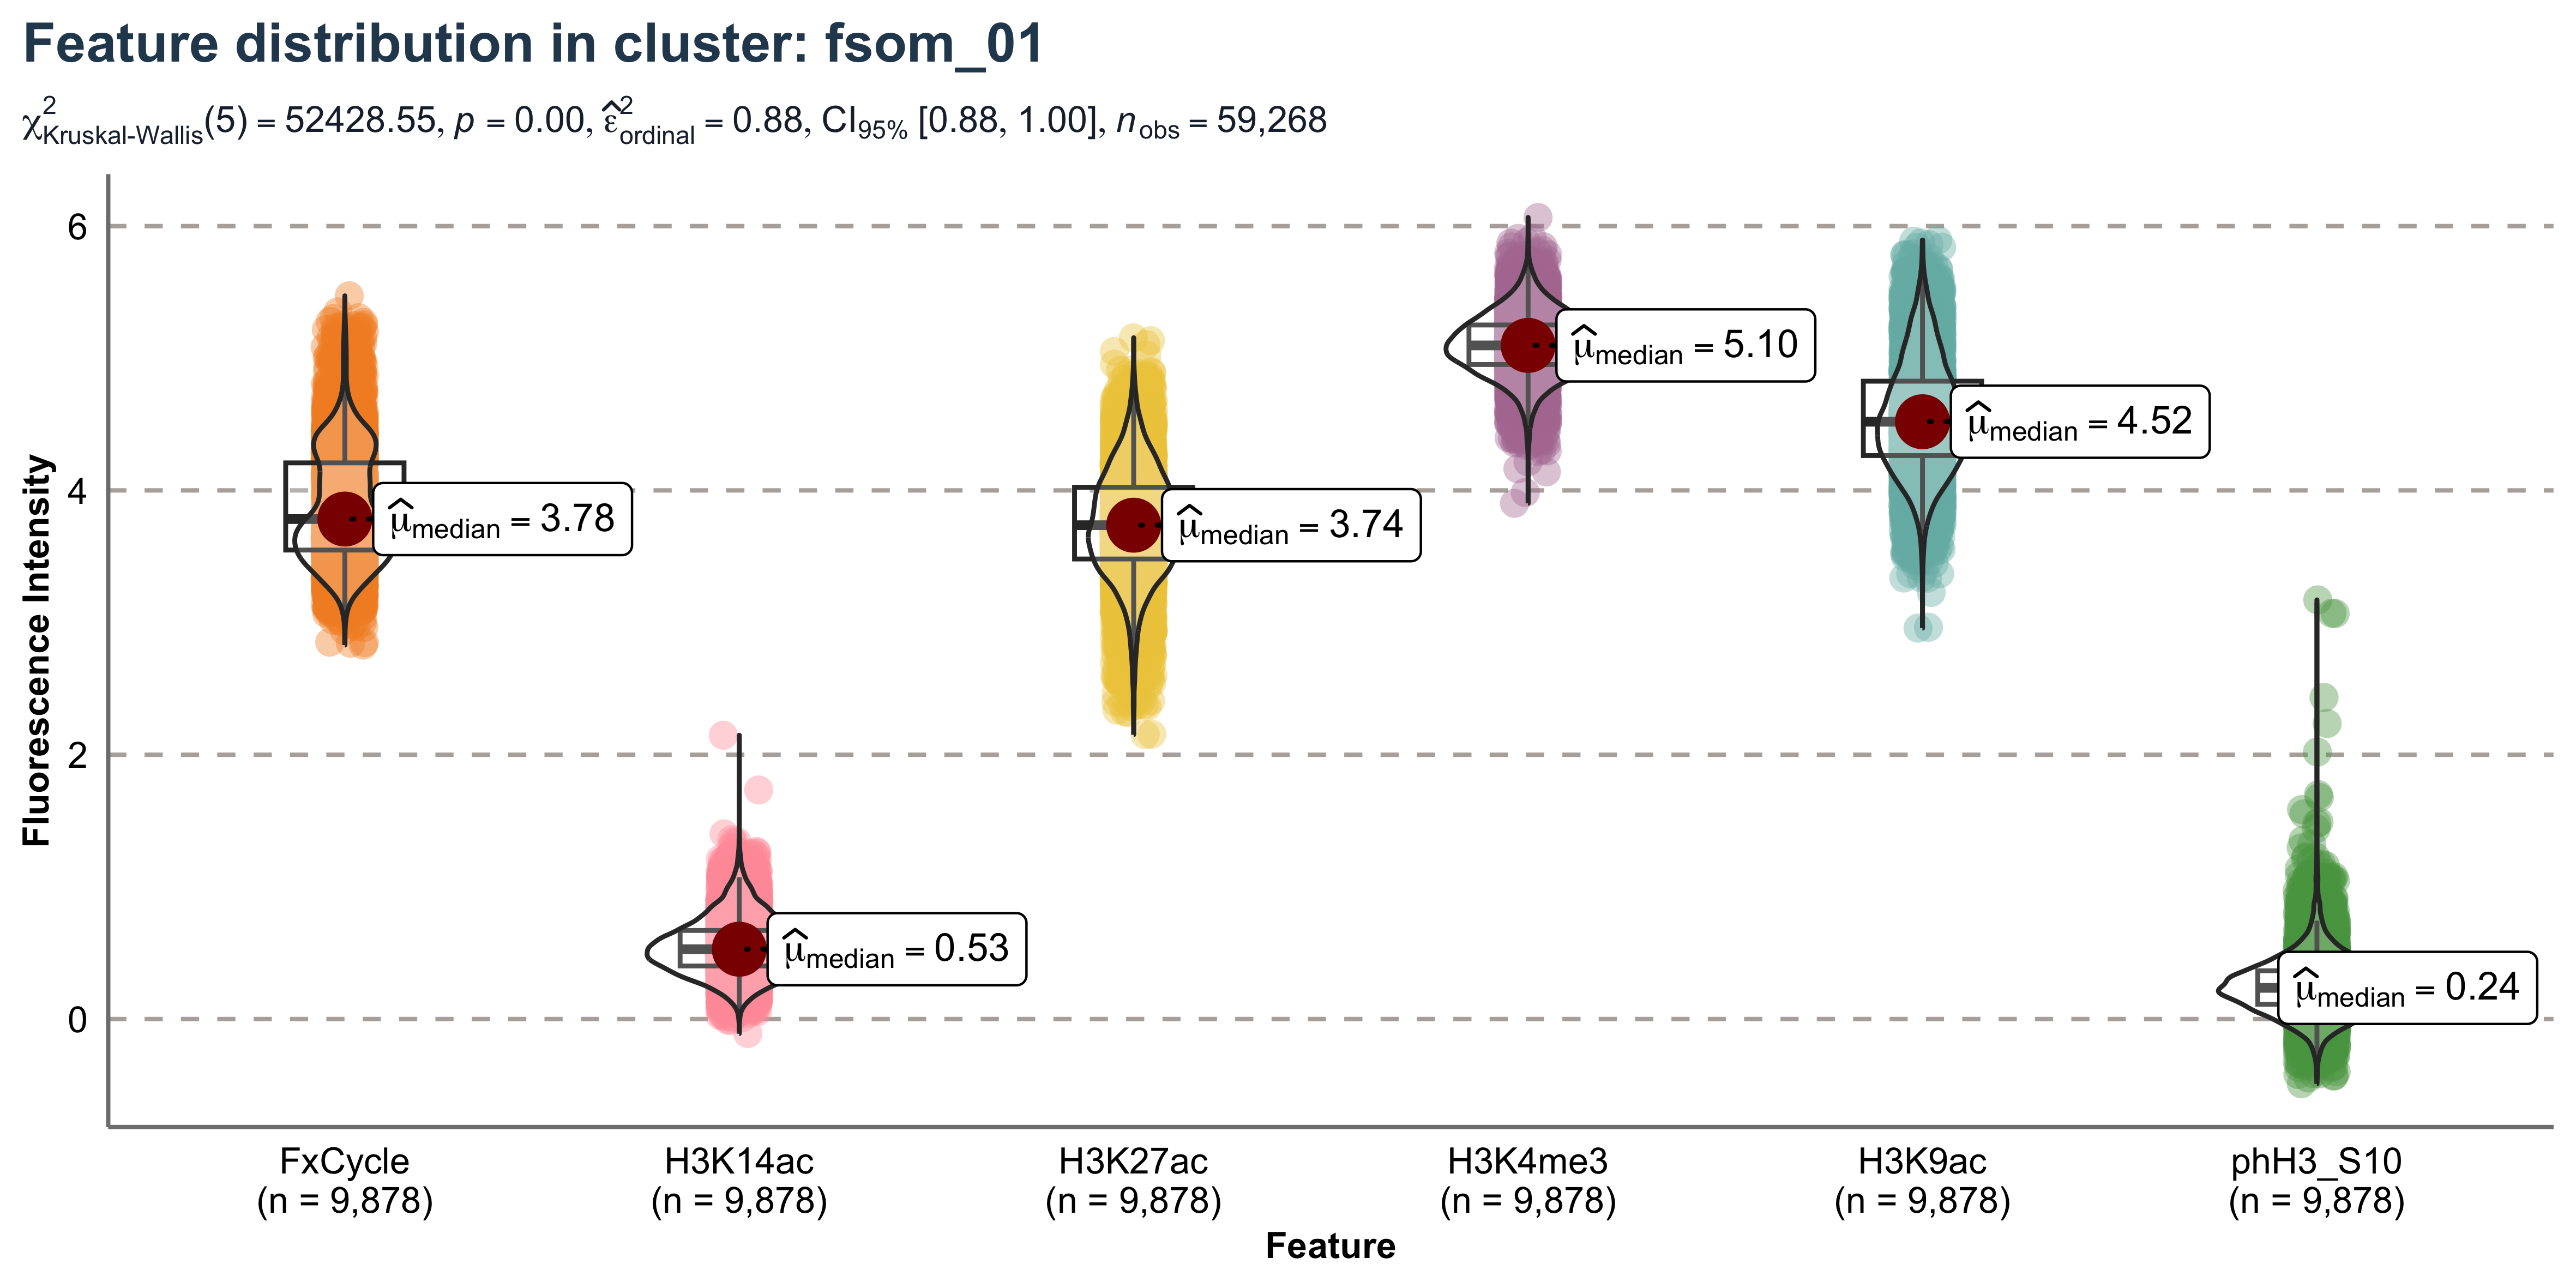 Feature distribution in cluster: fsom_01
χ²Kruskal-Wallis(5) = 52428.55, p = 0.00, ε̂²ordinal = 0.88, CI95% [0.88, 1.00], nobs = 59,268
Fluorescence Intensity
6
4
2
0
μ̂median = 3.78
μ̂median = 0.53
μ̂median = 3.74
μ̂median = 5.10
μ̂median = 4.52
μ̂median = 0.24
FxCycle
(n = 9,878)
H3K14ac
(n = 9,878)
H3K27ac
(n = 9,878)
H3K4me3
(n = 9,878)
H3K9ac
(n = 9,878)
phH3_S10
(n = 9,878)
Feature